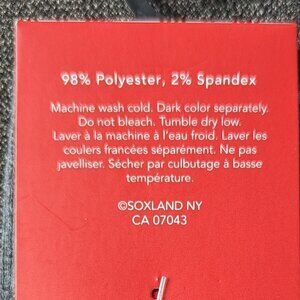 98% Polyester, 2% Spandex
Machine wash cold. Dark color separately.
Do not bleach. Tumble dry low.
Laver à la machine à l'eau froid. Laver les
coulers francées séparément. Ne pas
javelliser. Sécher par culbutage à basse
température.
©SOXLAND NY
CA 07043